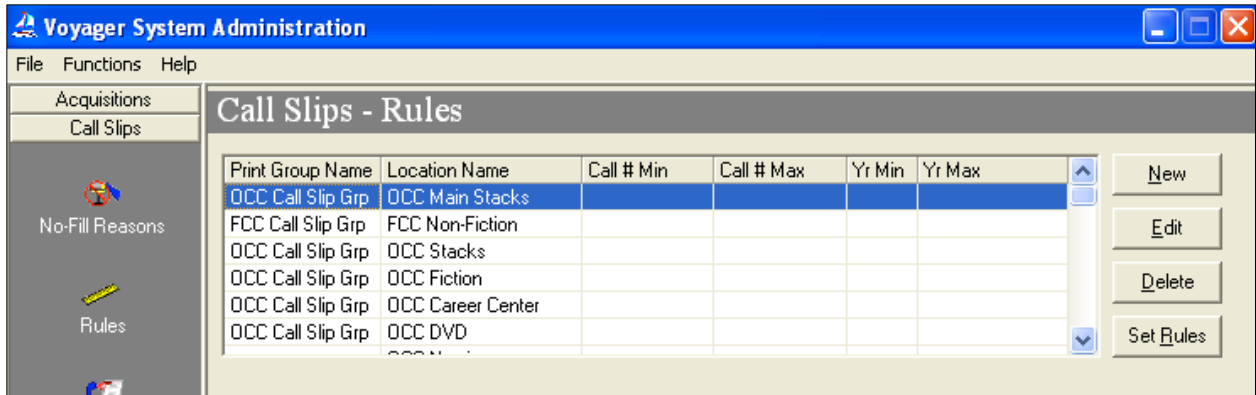 Voyager System Administration
File Functions Help
Acquisitions
Call Slips
Call Slips - Rules
Print Group Name Location Name Call # Min Call # Max Yr Min Yr Max
OCC Call Slip Grp OCC Main Stacks
FCC Call Slip Grp FCC Non-Fiction
OCC Call Slip Grp OCC Stacks
OCC Call Slip Grp OCC Fiction
OCC Call Slip Grp OCC Career Center
OCC Call Slip Grp OCC DVD
No-Fill Reasons
Rules
New
Edit
Delete
Set Rules